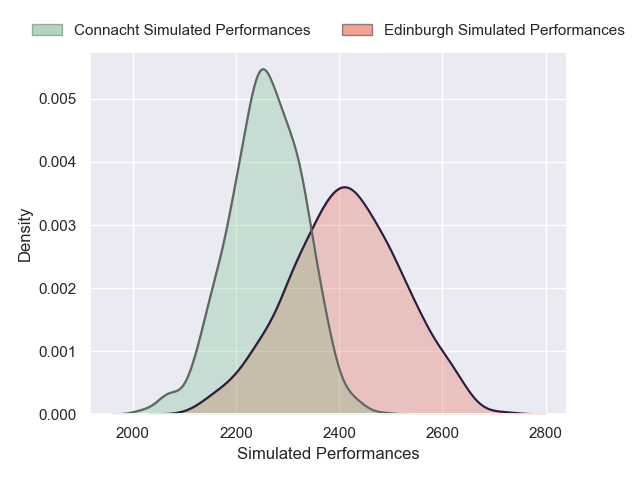 Connacht Simulated Performances Edinburgh Simulated Performances
0.005
0.004
0.003
0.002
0.001
0.000
Density
2000 2200 2400 2600 2800
Simulated Performances